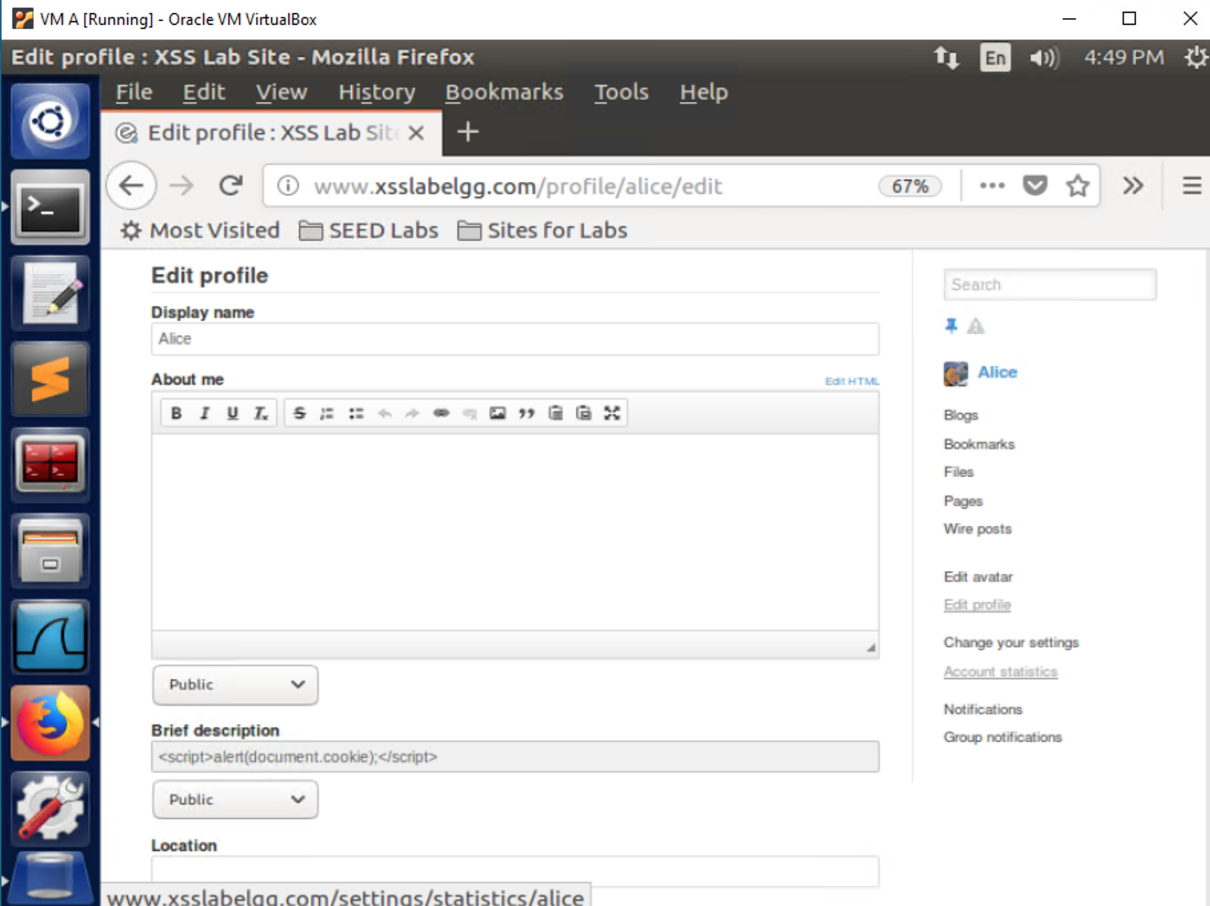 VM A [Running] - Oracle VM VirtualBox
Edit profile : XSS Lab Site - Mozilla Firefox
En
4:49 PM
File Edit View History Bookmarks Tools Help
Edit profile : XSS Lab Site
www.xsslabelgg.com/profile/alice/edit
67%
Most Visited SEED Labs Sites for Labs
Edit profile
Search
Display name
Alice
About me
Edit HTML
Alice
B I U Tx S
Blogs
Bookmarks
Files
Pages
Wire posts
Edit avatar
Edit profile
Change your settings
Account statistics
Public
Notifications
Brief description
Group notifications
<script>alert(document.cookie);</script>
Public
Location
www.xsslabelgg.com/settings/statistics/alice